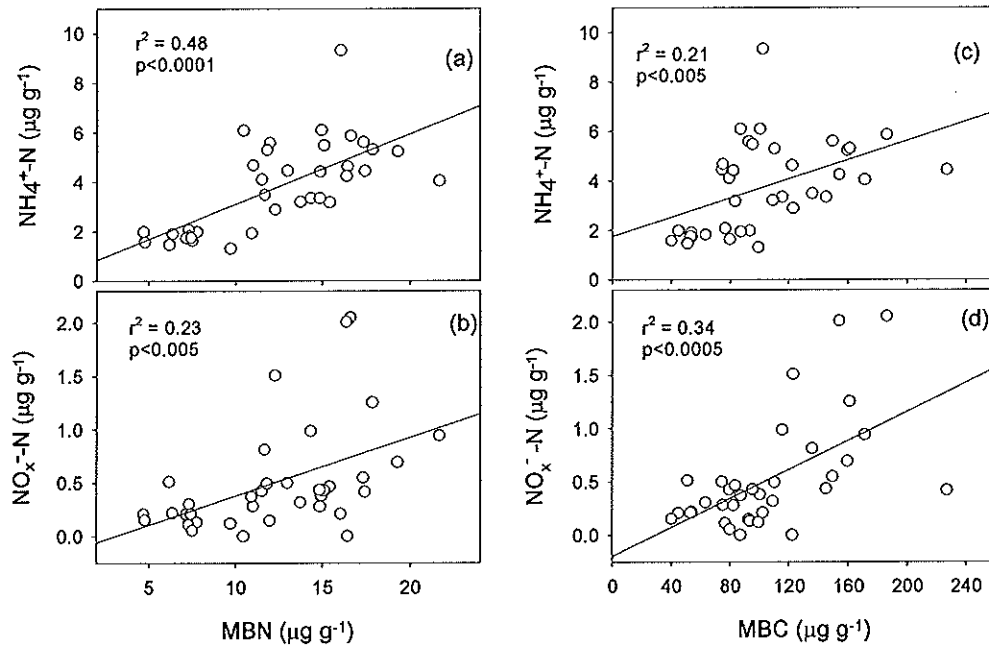 10
8
6
4
2
0
NH4⁺-N (µg g⁻¹)
r² = 0.48
p<0.0001
(a)
10
8
6
4
2
0
NH4⁺-N (µg g⁻¹)
r² = 0.21
p<0.005
(c)
2.0
1.5
1.0
0.5
0.0
NOₓ⁻-N (µg g⁻¹)
r² = 0.23
p<0.005
(b)
5 10 15 20
MBN (µg g⁻¹)
2.0
1.5
1.0
0.5
0.0
NOₓ⁻-N (µg g⁻¹)
r² = 0.34
p<0.0005
(d)
0 40 80 120 160 200 240
MBC (µg g⁻¹)